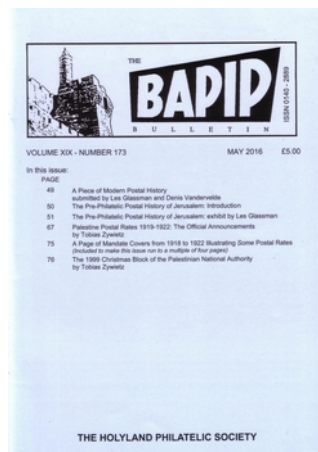 THE
BAPIP
BULLETIN
ISSN 0140 - 2889
VOLUME XIX - NUMBER 173 MAY 2016 £5.00
In this issue:
PAGE
49 A Piece of Modern Postal History
submitted by Les Glassman and Denis Vandervelde
50 The Pre-Philatelic Postal History of Jerusalem: Introduction
51 The Pre-Philatelic Postal History of Jerusalem: exhibit by Les Glassman
67 Palestine Postal Rates 1919-1922: The Official Announcements
by Tobias Zywietz
75 A Page of Mandate Covers from 1918 to 1922 Illustrating Some Postal Rates
(Included to make this issue run to a multiple of four pages)
76 The 1999 Christmas Block of the Palestinian National Authority
by Tobias Zywietz
THE HOLYLAND PHILATELIC SOCIETY